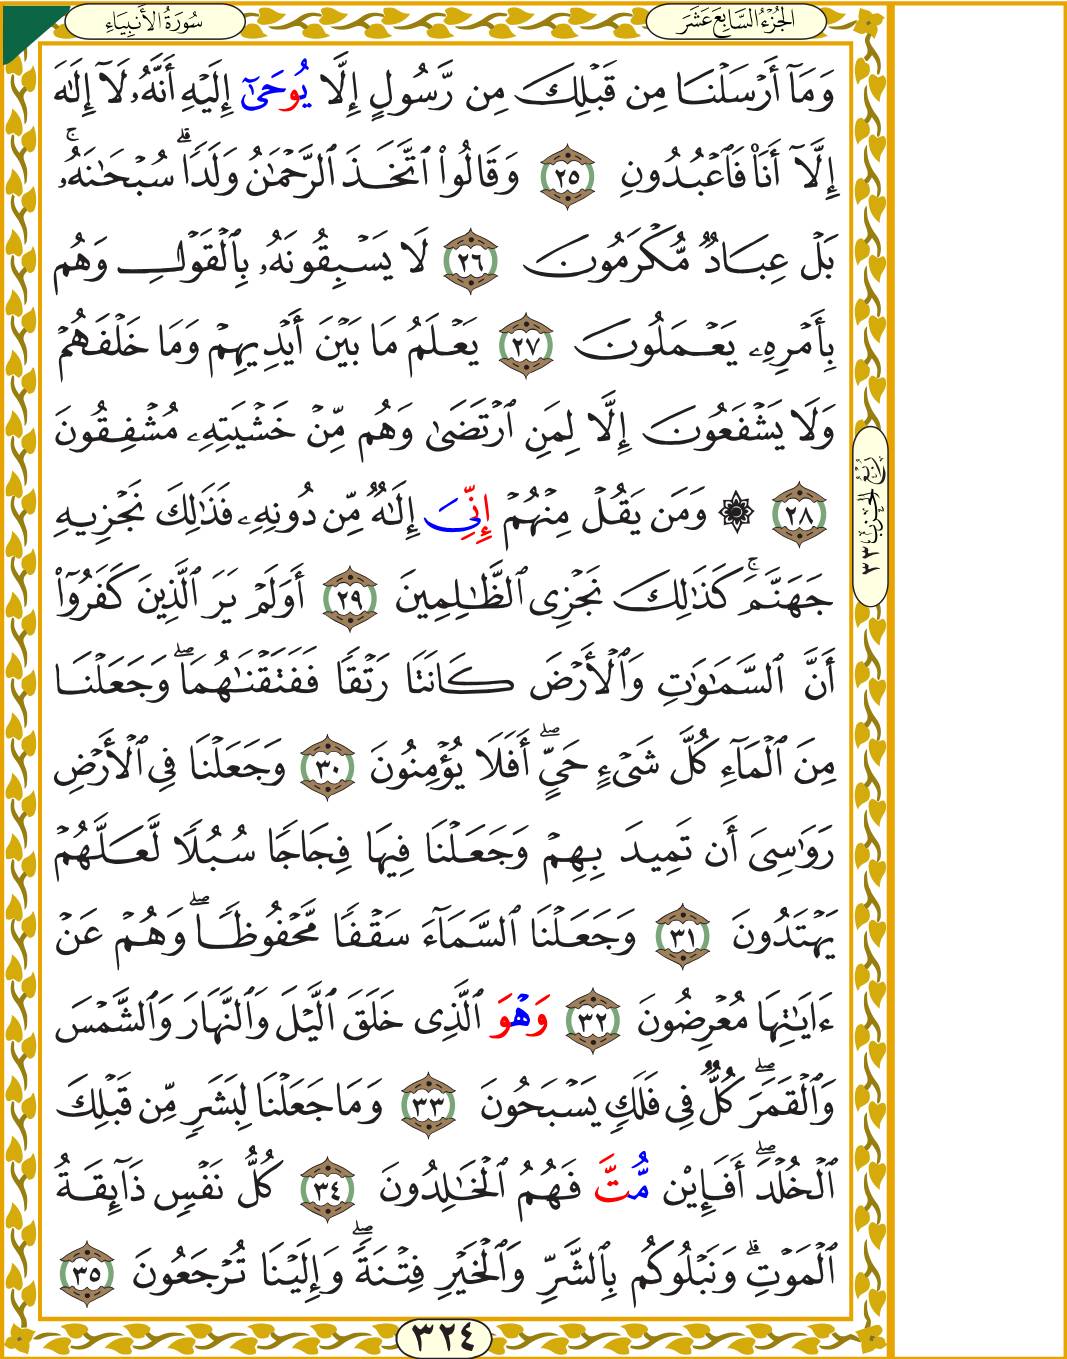 الجُزْءُ السَّابِعَ عَشَرَ
سُورَةُ الأَنبِيَاءِ
وَمَآ أَرْسَلْنَا مِن قَبْلِكَ مِن رَّسُولٍ إِلَّا يُوحَىٰٓ إِلَيْهِ أَنَّهُۥ لَآ إِلَٰهَ
إِلَّآ أَنَا۠ فَٱعْبُدُونِ ٢٥ وَقَالُوا۟ ٱتَّخَذَ ٱلرَّحْمَٰنُ وَلَدًا ۗ سُبْحَٰنَهُۥ ۚ
بَلْ عِبَادٌ مُّكْرَمُونَ ٢٦ لَا يَسْبِقُونَهُۥ بِٱلْقَوْلِ وَهُم
بِأَمْرِهِۦ يَعْمَلُونَ ٢٧ يَعْلَمُ مَا بَيْنَ أَيْدِيهِمْ وَمَا خَلْفَهُمْ
وَلَا يَشْفَعُونَ إِلَّا لِمَنِ ٱرْتَضَىٰ وَهُم مِّنْ خَشْيَتِهِۦ مُشْفِقُونَ
٢٨ ۞ وَمَن يَقُلْ مِنْهُمْ إِنِّىَ إِلَٰهٌ مِّن دُونِهِۦ فَذَٰلِكَ نَجْزِيهِ
جَهَنَّمَ ۚ كَذَٰلِكَ نَجْزِى ٱلظَّٰلِمِينَ ٢٩ أَوَلَمْ يَرَ ٱلَّذِينَ كَفَرُوٓا۟
أَنَّ ٱلسَّمَٰوَٰتِ وَٱلْأَرْضَ كَانَتَا رَتْقًا فَفَتَقْنَٰهُمَا ۖ وَجَعَلْنَا
مِنَ ٱلْمَآءِ كُلَّ شَىْءٍ حَىٍّ ۖ أَفَلَا يُؤْمِنُونَ ٣٠ وَجَعَلْنَا فِى ٱلْأَرْضِ
رَوَٰسِىَ أَن تَمِيدَ بِهِمْ وَجَعَلْنَا فِيهَا فِجَاجًا سُبُلًا لَّعَلَّهُمْ
يَهْتَدُونَ ٣١ وَجَعَلْنَا ٱلسَّمَآءَ سَقْفًا مَّحْفُوظًا ۖ وَهُمْ عَنْ
ءَايَٰتِهَا مُعْرِضُونَ ٣٢ وَهْوَ ٱلَّذِى خَلَقَ ٱلَّيْلَ وَٱلنَّهَارَ وَٱلشَّمْسَ
وَٱلْقَمَرَ ۖ كُلٌّ فِى فَلَكٍ يَسْبَحُونَ ٣٣ وَمَا جَعَلْنَا لِبَشَرٍ مِّن قَبْلِكَ
ٱلْخُلْدَ ۖ أَفَإِي۟ن مُّتَّ فَهُمُ ٱلْخَٰلِدُونَ ٣٤ كُلُّ نَفْسٍ ذَآئِقَةُ
ٱلْمَوْتِ ۗ وَنَبْلُوكُم بِٱلشَّرِّ وَٱلْخَيْرِ فِتْنَةً ۖ وَإِلَيْنَا تُرْجَعُونَ ٣٥
رُبْعُ الحِزْبِ ٣٣
٣٢٤